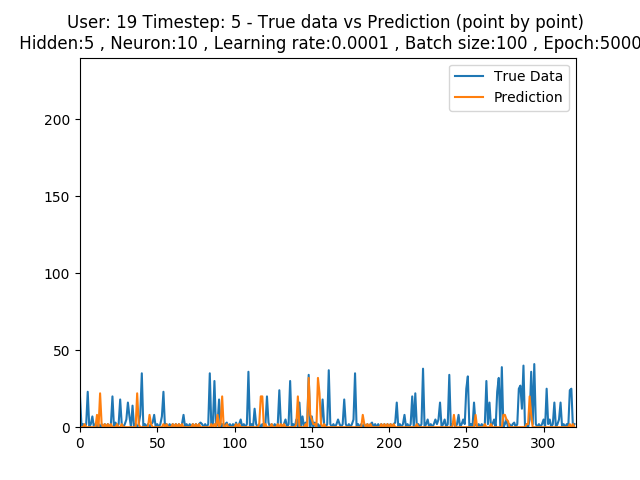 User: 19 Timestep: 5 - True data vs Prediction (point by point)
Hidden:5 , Neuron:10 , Learning rate:0.0001 , Batch size:100 , Epoch:5000
True Data
Prediction
200
150
100
50
0
0 50 100 150 200 250 300